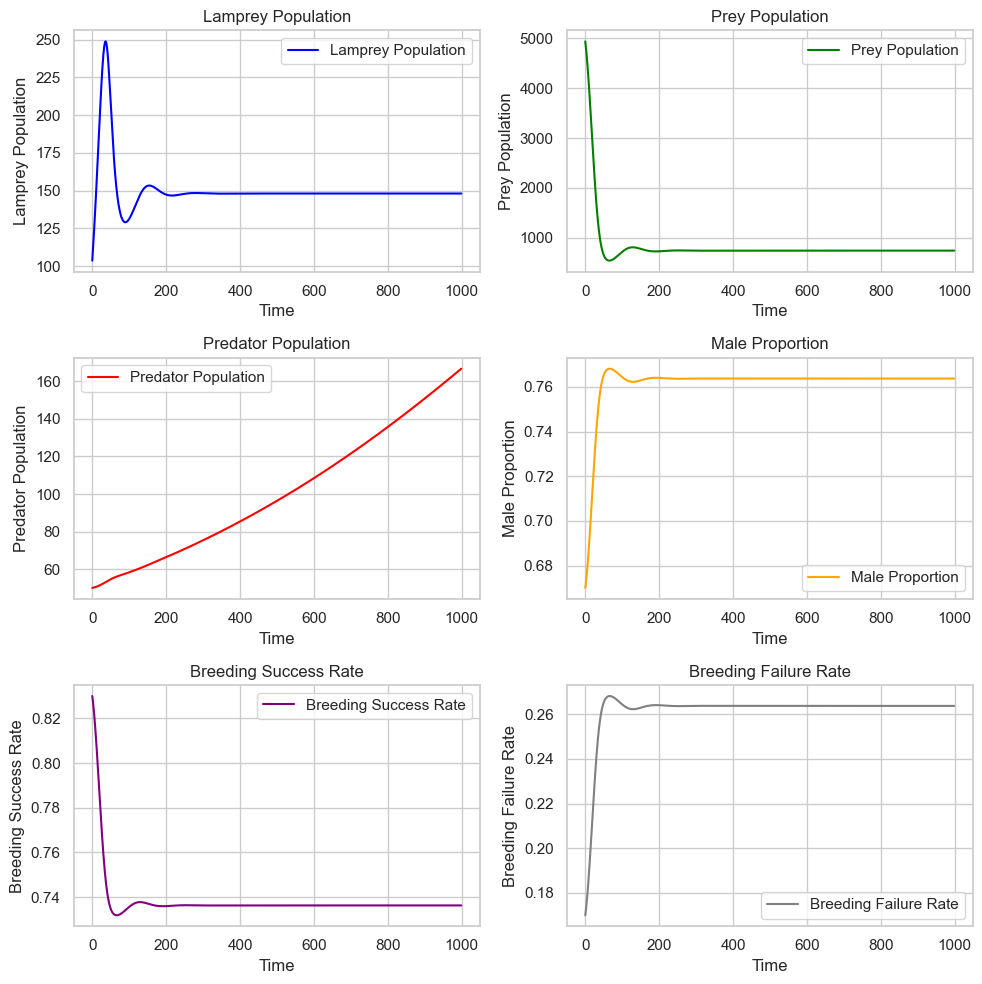 Lamprey Population
Lamprey Population
250
225
200
175
150
125
100
Lamprey Population
0 200 400 600 800 1000
Time
Prey Population
Prey Population
5000
4000
3000
2000
1000
Prey Population
0 200 400 600 800 1000
Time
Predator Population
Predator Population
160
140
120
100
80
60
Predator Population
0 200 400 600 800 1000
Time
Male Proportion
Male Proportion
0.76
0.74
0.72
0.70
0.68
Male Proportion
0 200 400 600 800 1000
Time
Breeding Success Rate
Breeding Success Rate
0.82
0.80
0.78
0.76
0.74
Breeding Success Rate
0 200 400 600 800 1000
Time
Breeding Failure Rate
Breeding Failure Rate
0.26
0.24
0.22
0.20
0.18
Breeding Failure Rate
0 200 400 600 800 1000
Time